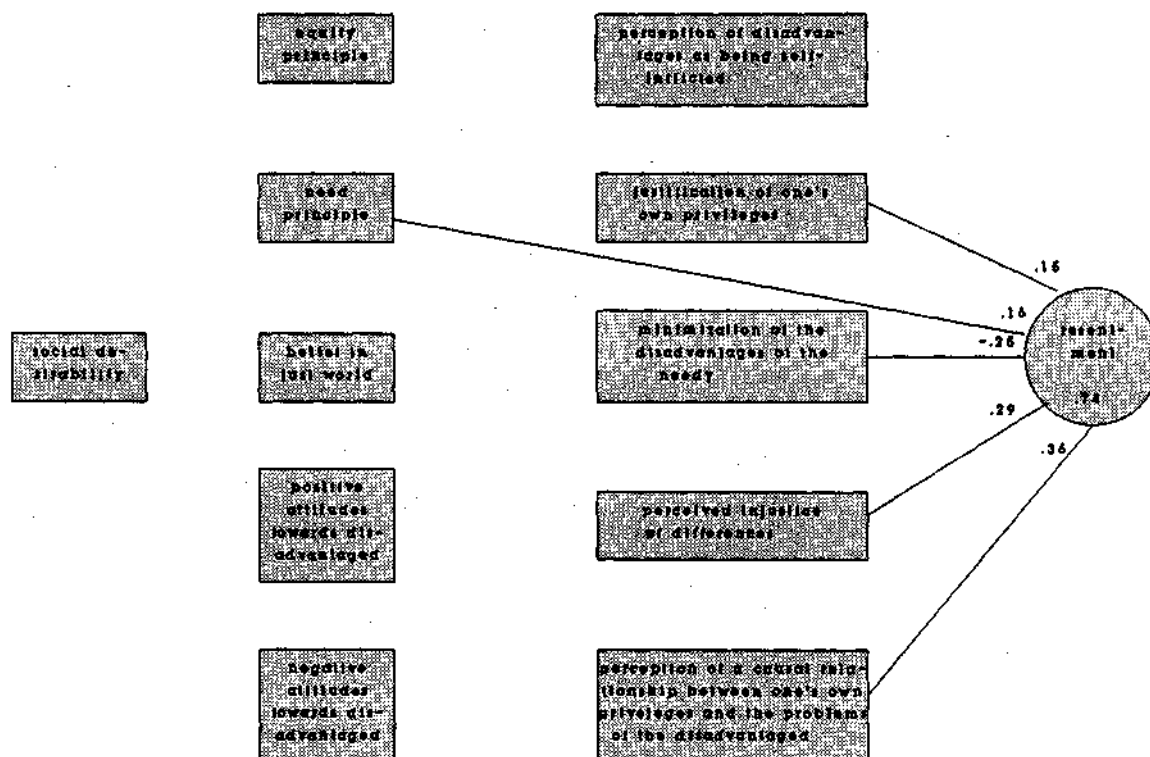 equity
principle
perception of disadvan-
tages as being self-
inflicted
need
principle
justification of one's
own privileges
.15
.16
-.25
social de-
sirability
belief in
just world
minimization of the
disadvantages of the
needy
resent-
ment
.74
.29
.36
positive
attitudes
towards dis-
advantaged
perceived injustice
of differences
negative
attitudes
towards dis-
advantaged
perception of a causal rela-
tionship between one's own
priveleges and the problems
of the disadvantaged